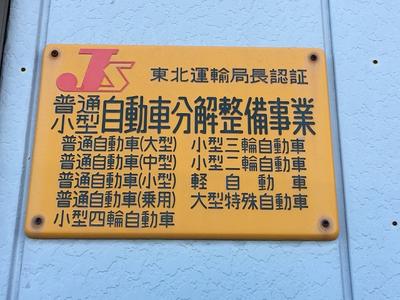 JS 東北運輸局長認証
普通
小型 自動車分解整備事業
普通自動車(大型) 小型三輪自動車
普通自動車(中型) 小型二輪自動車
普通自動車(小型) 軽自動車
普通自動車(乗用) 大型特殊自動車
小型四輪自動車